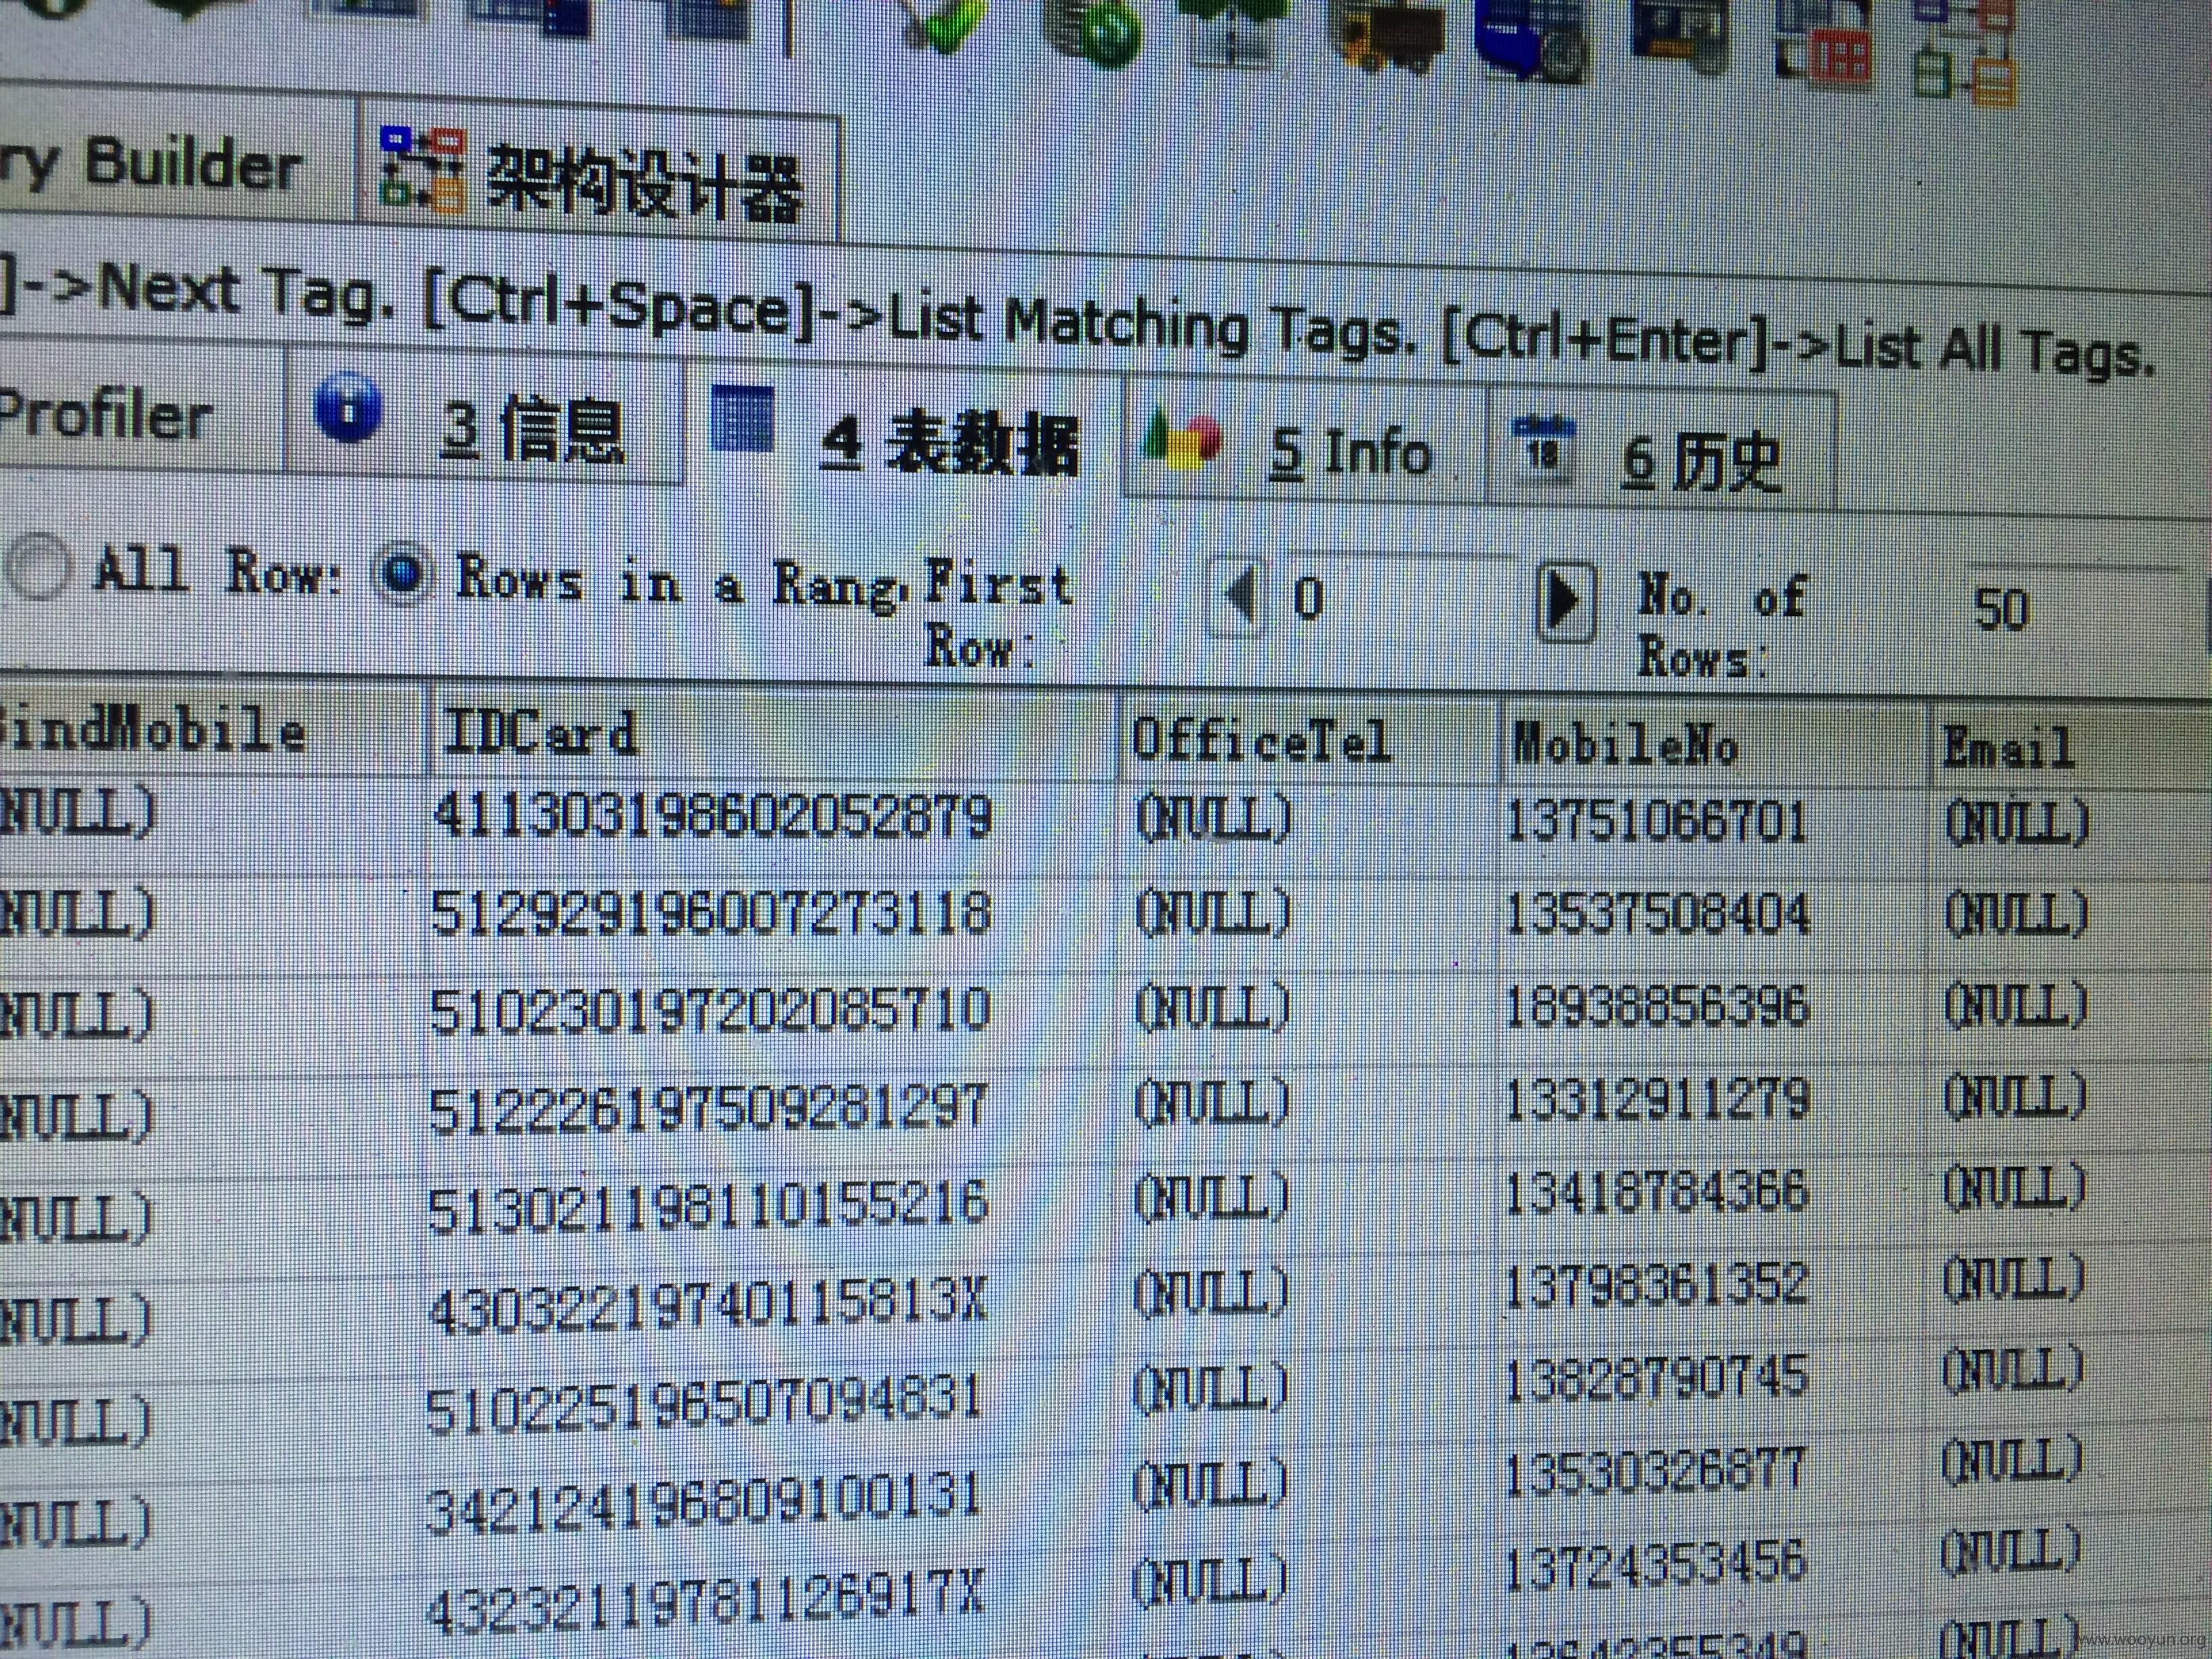 ry Builder
架构设计器
]->Next Tag. [Ctrl+Space]->List Matching Tags. [Ctrl+Enter]->List All Tags.
Profiler 3 信息 4 表数据 5 Info 6 历史
All Row: Rows in a Rang First Row: 0 No. of Rows: 50
indMobile IDCard OfficeTel MobileNo Email
NULL) 411303198602052879 (NULL) 13751066701 (NULL)
NULL) 512929196007273118 (NULL) 13537508404 (NULL)
NULL) 510230197202085710 (NULL) 18938856396 (NULL)
NULL) 512226197509281297 (NULL) 13312911279 (NULL)
NULL) 513021198110155216 (NULL) 13418784366 (NULL)
NULL) 43032219740115813X (NULL) 13798361352 (NULL)
NULL) 510225196507094831 (NULL) 13628790745 (NULL)
NULL) 342124196809100131 (NULL) 13530326877 (NULL)
NULL) 43232119781126917X (NULL) 13724353456 (NULL)
(NULL)
www.wooyun.org